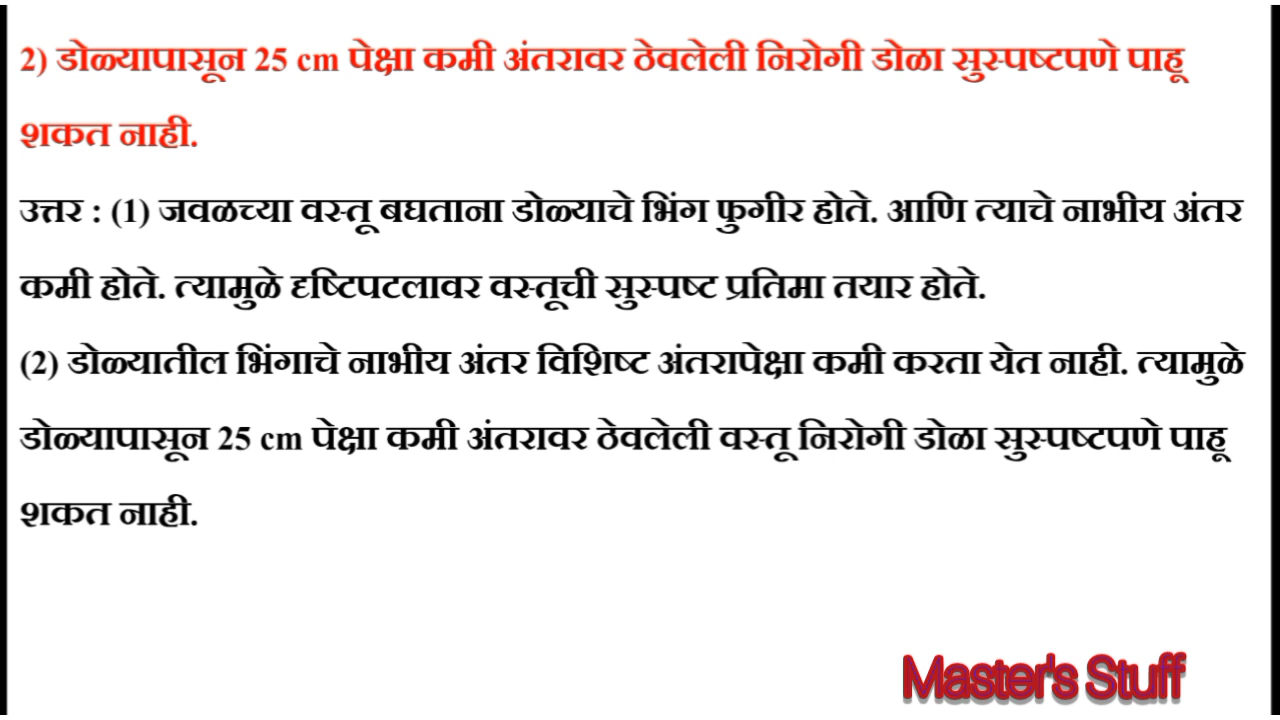 2) डोळ्यापासून 25 cm पेक्षा कमी अंतरावर ठेवलेली निरोगी डोळा सुस्पष्टपणे पाहू
शकत नाही.
उत्तर : (1) जवळच्या वस्तू बघताना डोळ्याचे भिंग फुगीर होते. आणि त्याचे नाभीय अंतर
कमी होते. त्यामुळे दृष्टिपटलावर वस्तूची सुस्पष्ट प्रतिमा तयार होते.
(2) डोळ्यातील भिंगाचे नाभीय अंतर विशिष्ट अंतरापेक्षा कमी करता येत नाही. त्यामुळे
डोळ्यापासून 25 cm पेक्षा कमी अंतरावर ठेवलेली वस्तू निरोगी डोळा सुस्पष्टपणे पाहू
शकत नाही.
Master's Stuff